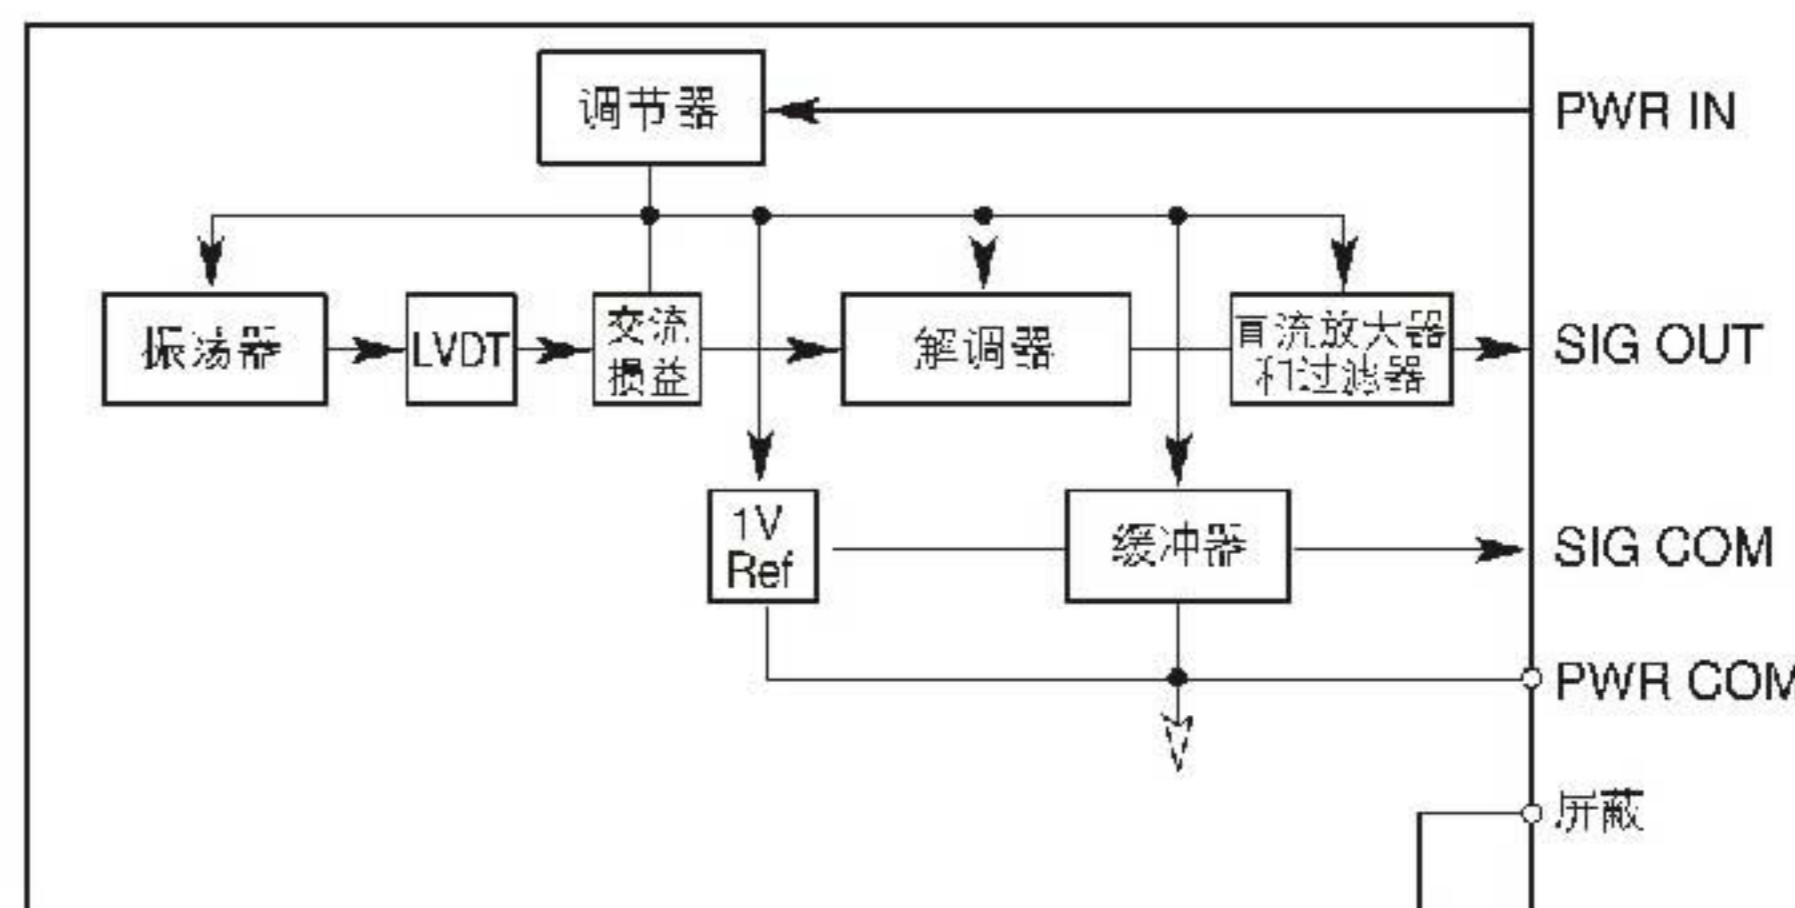 调节器
PWR IN
振荡器
LVDT
交流
损益
解调器
直流放大器
和过滤器
SIG OUT
1V
Ref
缓冲器
SIG COM
PWR COM
屏蔽